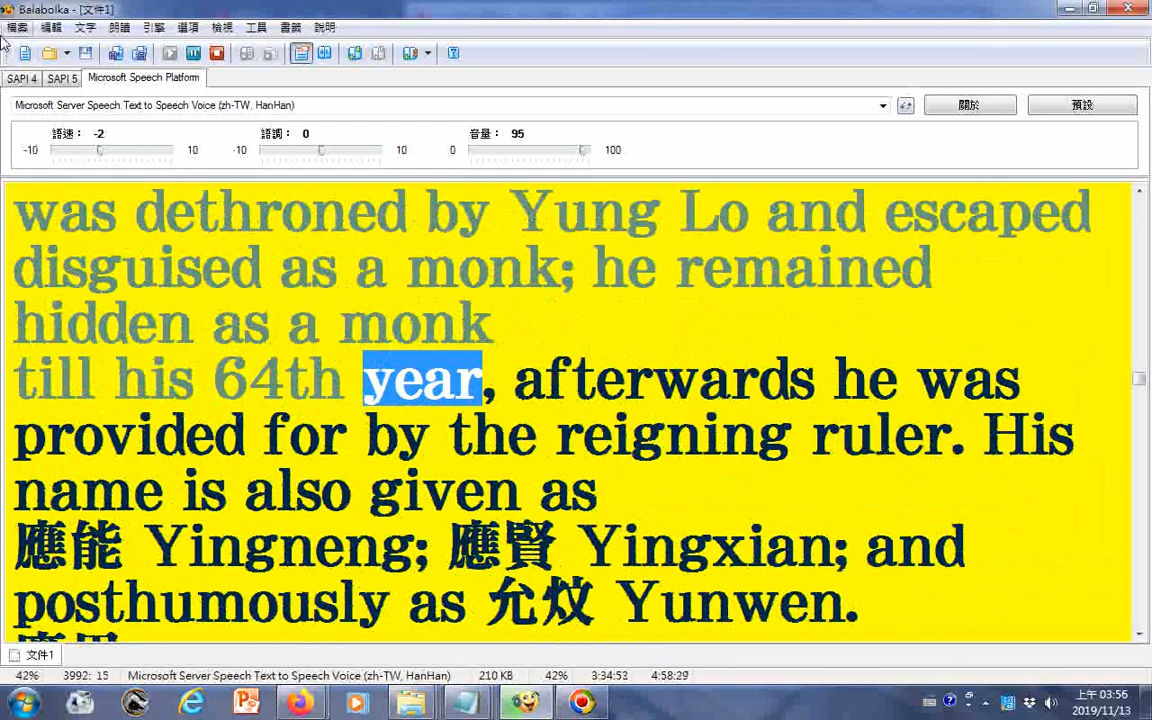 Balabolka - [文件1]
檔案 編輯 文字 朗讀 引擎 選項 檢視 工具 書籤 說明
SAPI 4 SAPI 5 Microsoft Speech Platform
Microsoft Server Speech Text to Speech Voice (zh-TW, HanHan) 關於 預設
語速： -2 語調： 0 音量： 95
-10 10 -10 10 0 100
was dethroned by Yung Lo and escaped
disguised as a monk; he remained
hidden as a monk
till his 64th year, afterwards he was
provided for by the reigning ruler. His
name is also given as
應能 Yingneng; 應賢 Yingxian; and
posthumously as 允炆 Yunwen.
文件1
42% 3992: 15 Microsoft Server Speech Text to Speech Voice (zh-TW, HanHan) 210 KB 42% 3:34:53 4:58:29
上午 03:56
2019/11/13